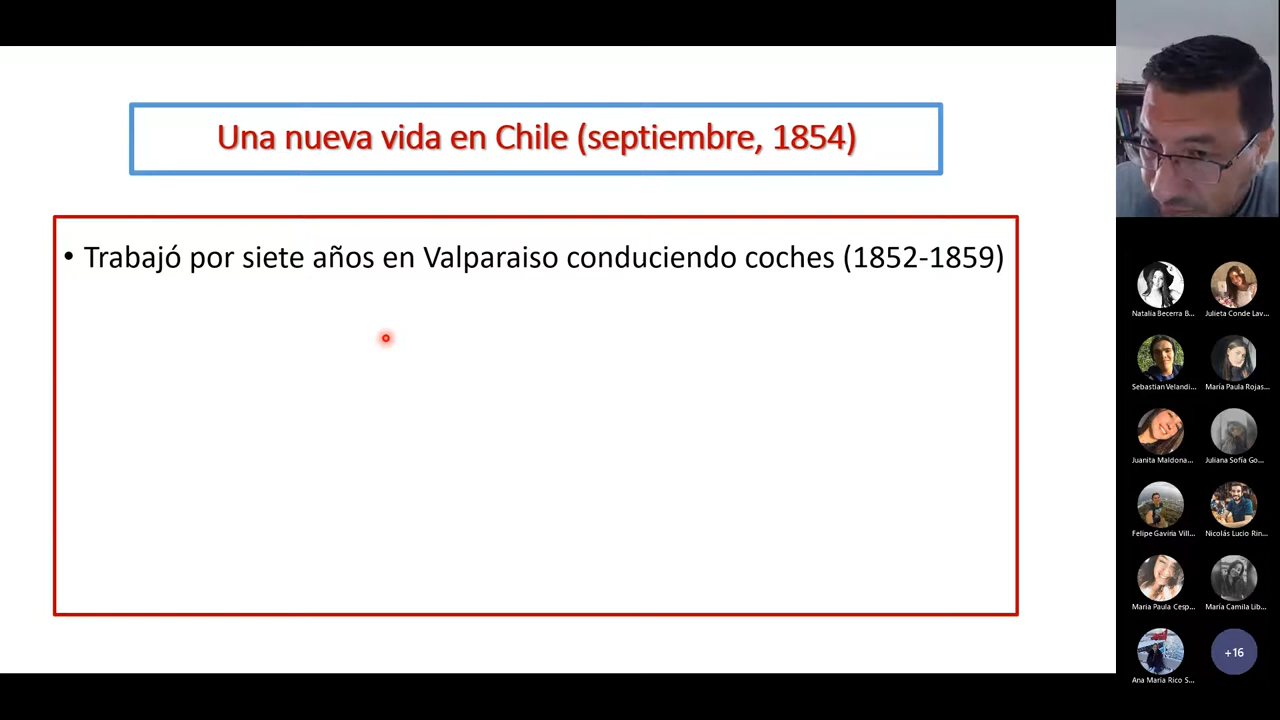 Una nueva vida en Chile (septiembre, 1854)
• Trabajó por siete años en Valparaiso conduciendo coches (1852-1859)
Natalia Becerra B...
Julieta Conde Lav...
Sebastian Velandi...
María Paula Rojas...
Juanita Maldona...
Juliana Sofía Go...
Felipe Gaviria Vill...
Nicolás Lucio Rin...
Maria Paula Cesp...
María Camila Lib...
Ana María Rico S...
+16